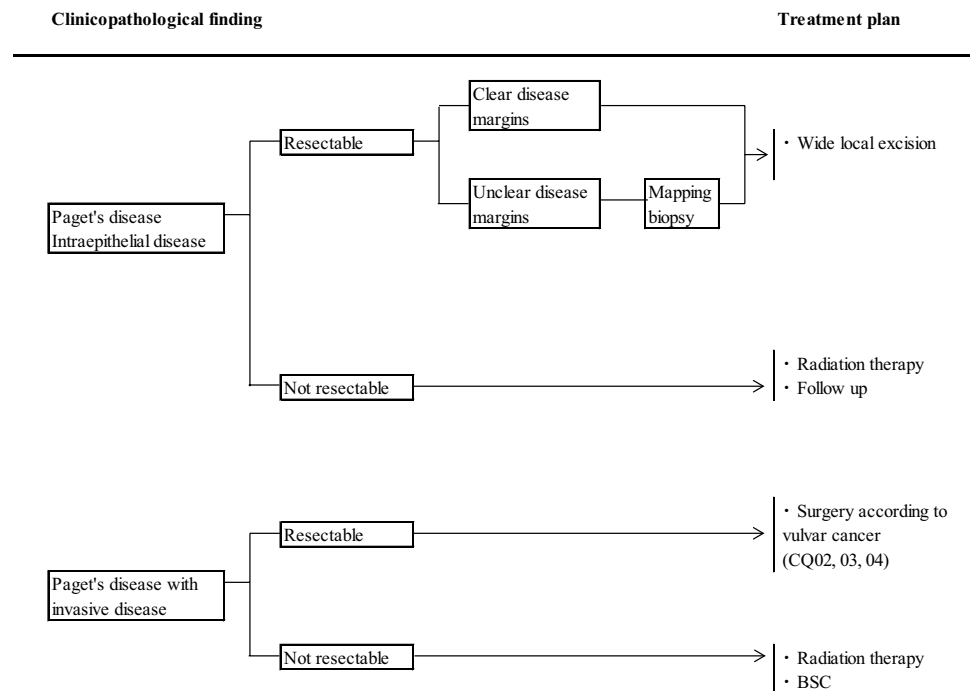 Clinicopathological finding
Treatment plan
Clear disease
margins
Resectable
・Wide local excision
Unclear disease
margins
Mapping
biopsy
Paget's disease
Intraepithelial disease
Not resectable
・Radiation therapy
・Follow up
Resectable
・Surgery according to
vulvar cancer
(CQ02, 03, 04)
Paget's disease with
invasive disease
Not resectable
・Radiation therapy
・BSC